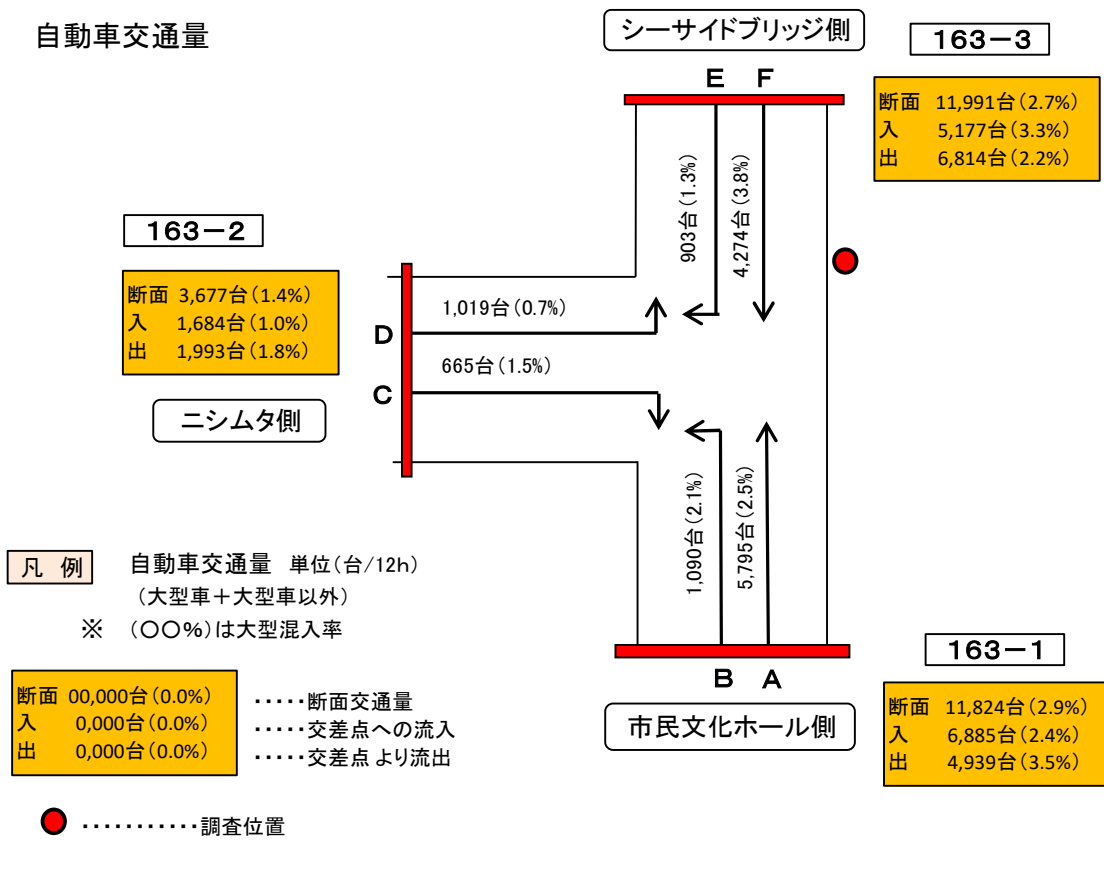 自動車交通量
シーサイドブリッジ側
163-3
E F
断面 11,991台(2.7%)
入 5,177台(3.3%)
出 6,814台(2.2%)
903台(1.3%)
4,274台(3.8%)
163-2
断面 3,677台(1.4%)
入 1,684台(1.0%)
出 1,993台(1.8%)
D
1,019台(0.7%)
C
665台(1.5%)
ニシムタ側
1,090台(2.1%)
5,795台(2.5%)
凡 例
自動車交通量 単位(台/12h)
(大型車+大型車以外)
※ (○○%)は大型混入率
163-1
B A
市民文化ホール側
断面 11,824台(2.9%)
入 6,885台(2.4%)
出 4,939台(3.5%)
断面 00,000台(0.0%) ・・・・・断面交通量
入 0,000台(0.0%) ・・・・・交差点への流入
出 0,000台(0.0%) ・・・・・交差点より流出
・・・・・・・・・・・調査位置